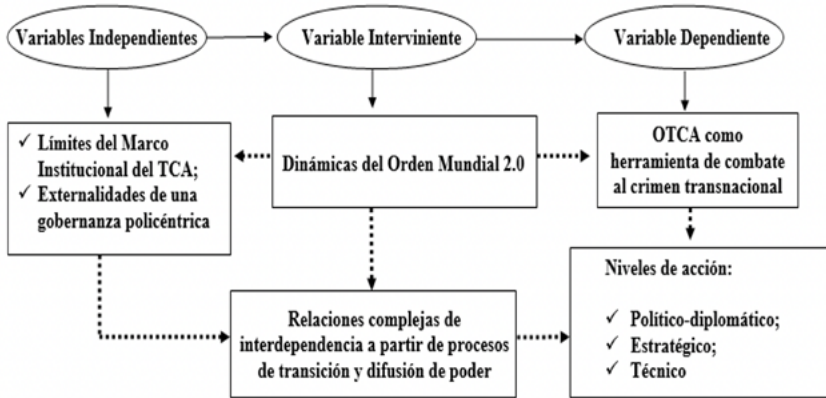 Variables Independientes
Variable Interviniente
Variable Dependiente
✓ Límites del Marco
Institucional del TCA;
✓ Externalidades de una
gobernanza policéntrica
Dinámicas del Orden Mundial 2.0
OTCA como
herramienta de combate
al crimen transnacional
Relaciones complejas de
interdependencia a partir de procesos
de transición y difusión de poder
Niveles de acción:
✓ Político-diplomático;
✓ Estratégico;
✓ Técnico